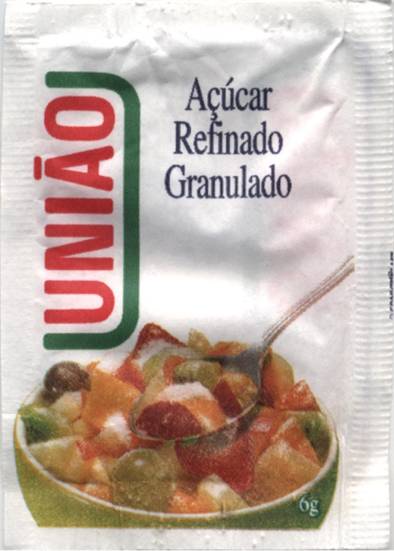 UNIÃO
Açúcar
Refinado
Granulado
6g